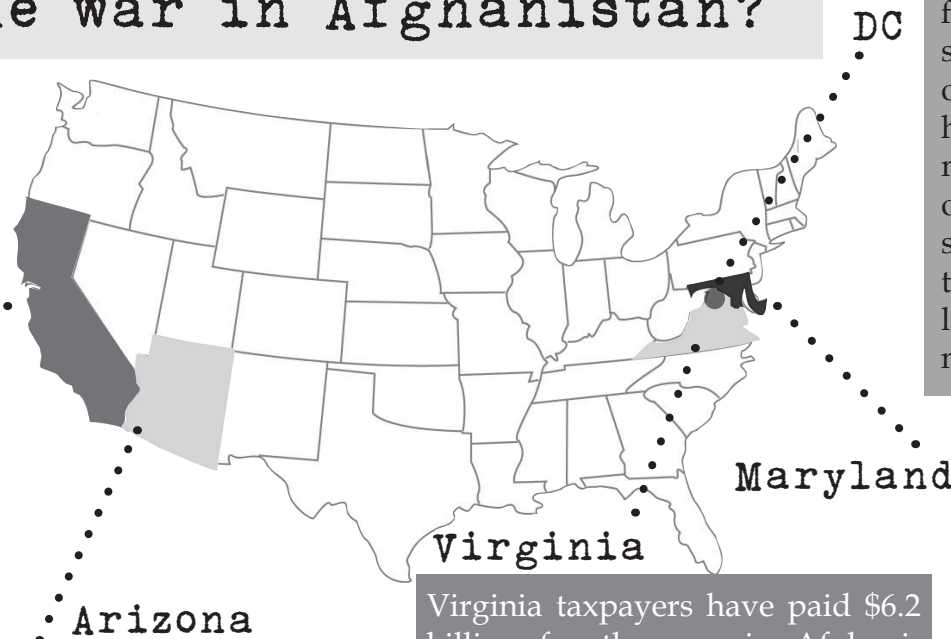 War in Afghanistan?
DC
Maryland
Virginia
Arizona
Virginia taxpayers have paid $6.2